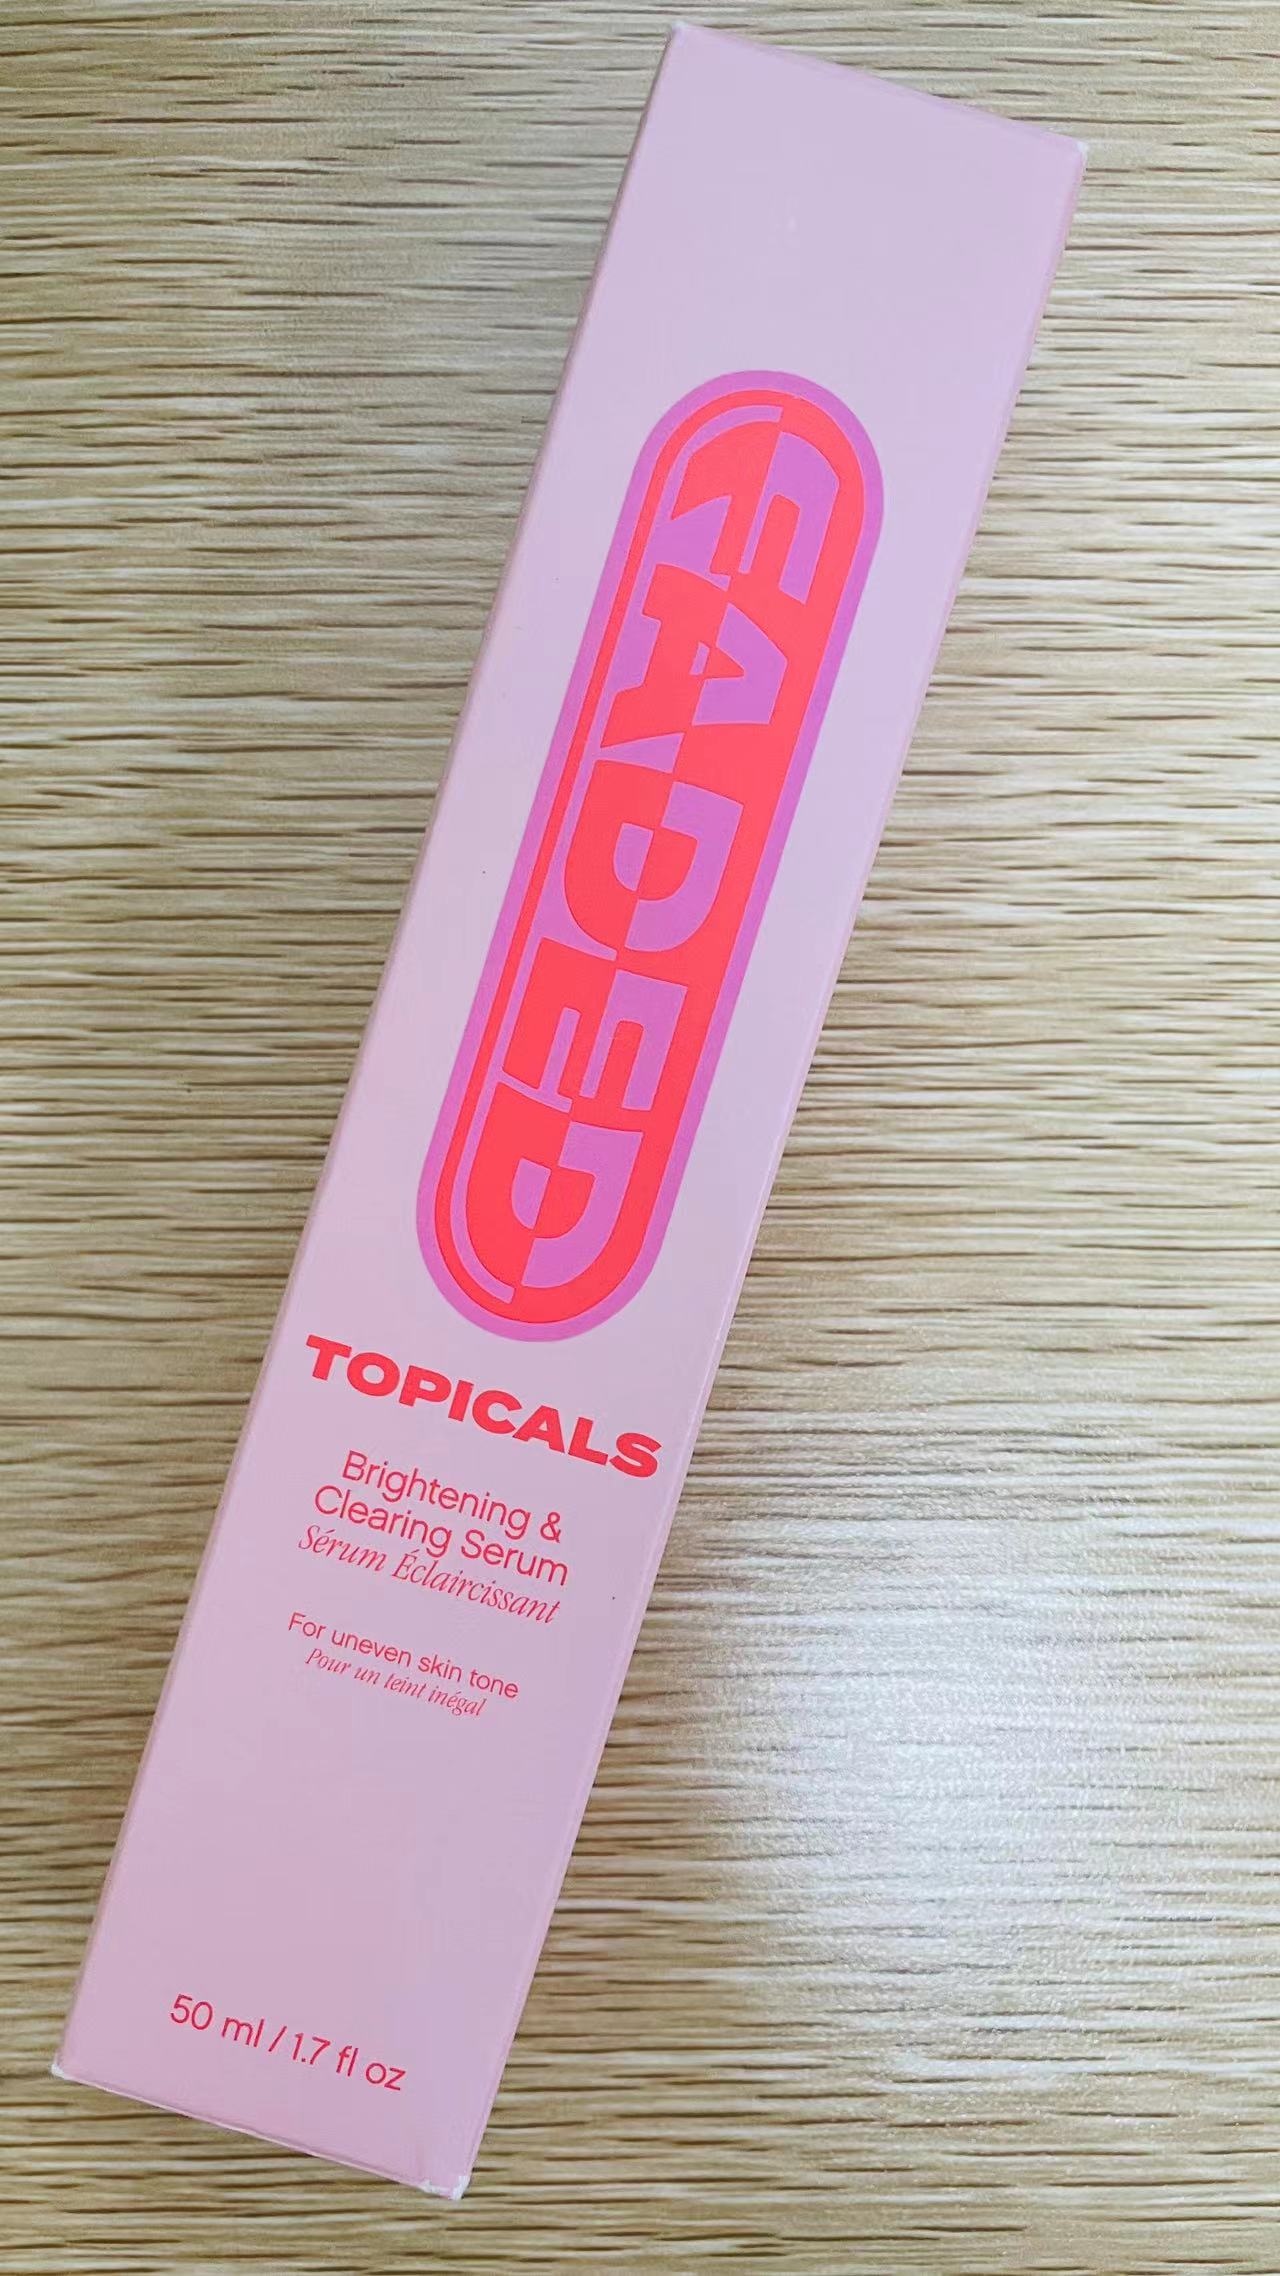 FADED
TOPICALS
Brightening &
Clearing Serum
Sérum Éclaircissant
For uneven skin tone
Pour un teint inégal
50 ml / 1.7 fl oz